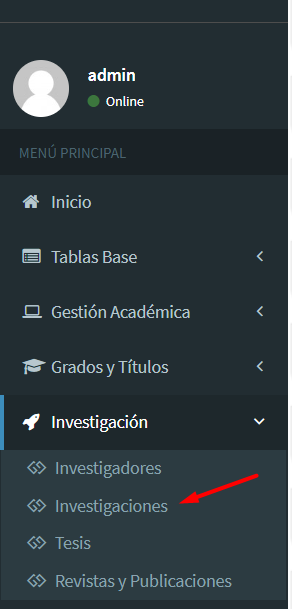 admin
Online
MENÚ PRINCIPAL
Inicio
Tablas Base
Gestión Académica
Grados y Títulos
Investigación
Investigadores
Investigaciones
Tesis
Revistas y Publicaciones